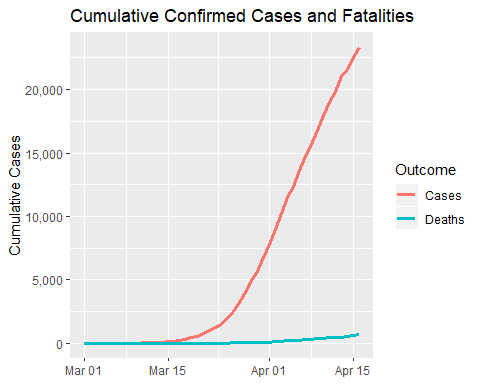 Cumulative Confirmed Cases and Fatalities
Cumulative Cases
20,000
15,000
10,000
5,000
0
Mar 01
Mar 15
Apr 01
Apr 15
Outcome
Cases
Deaths